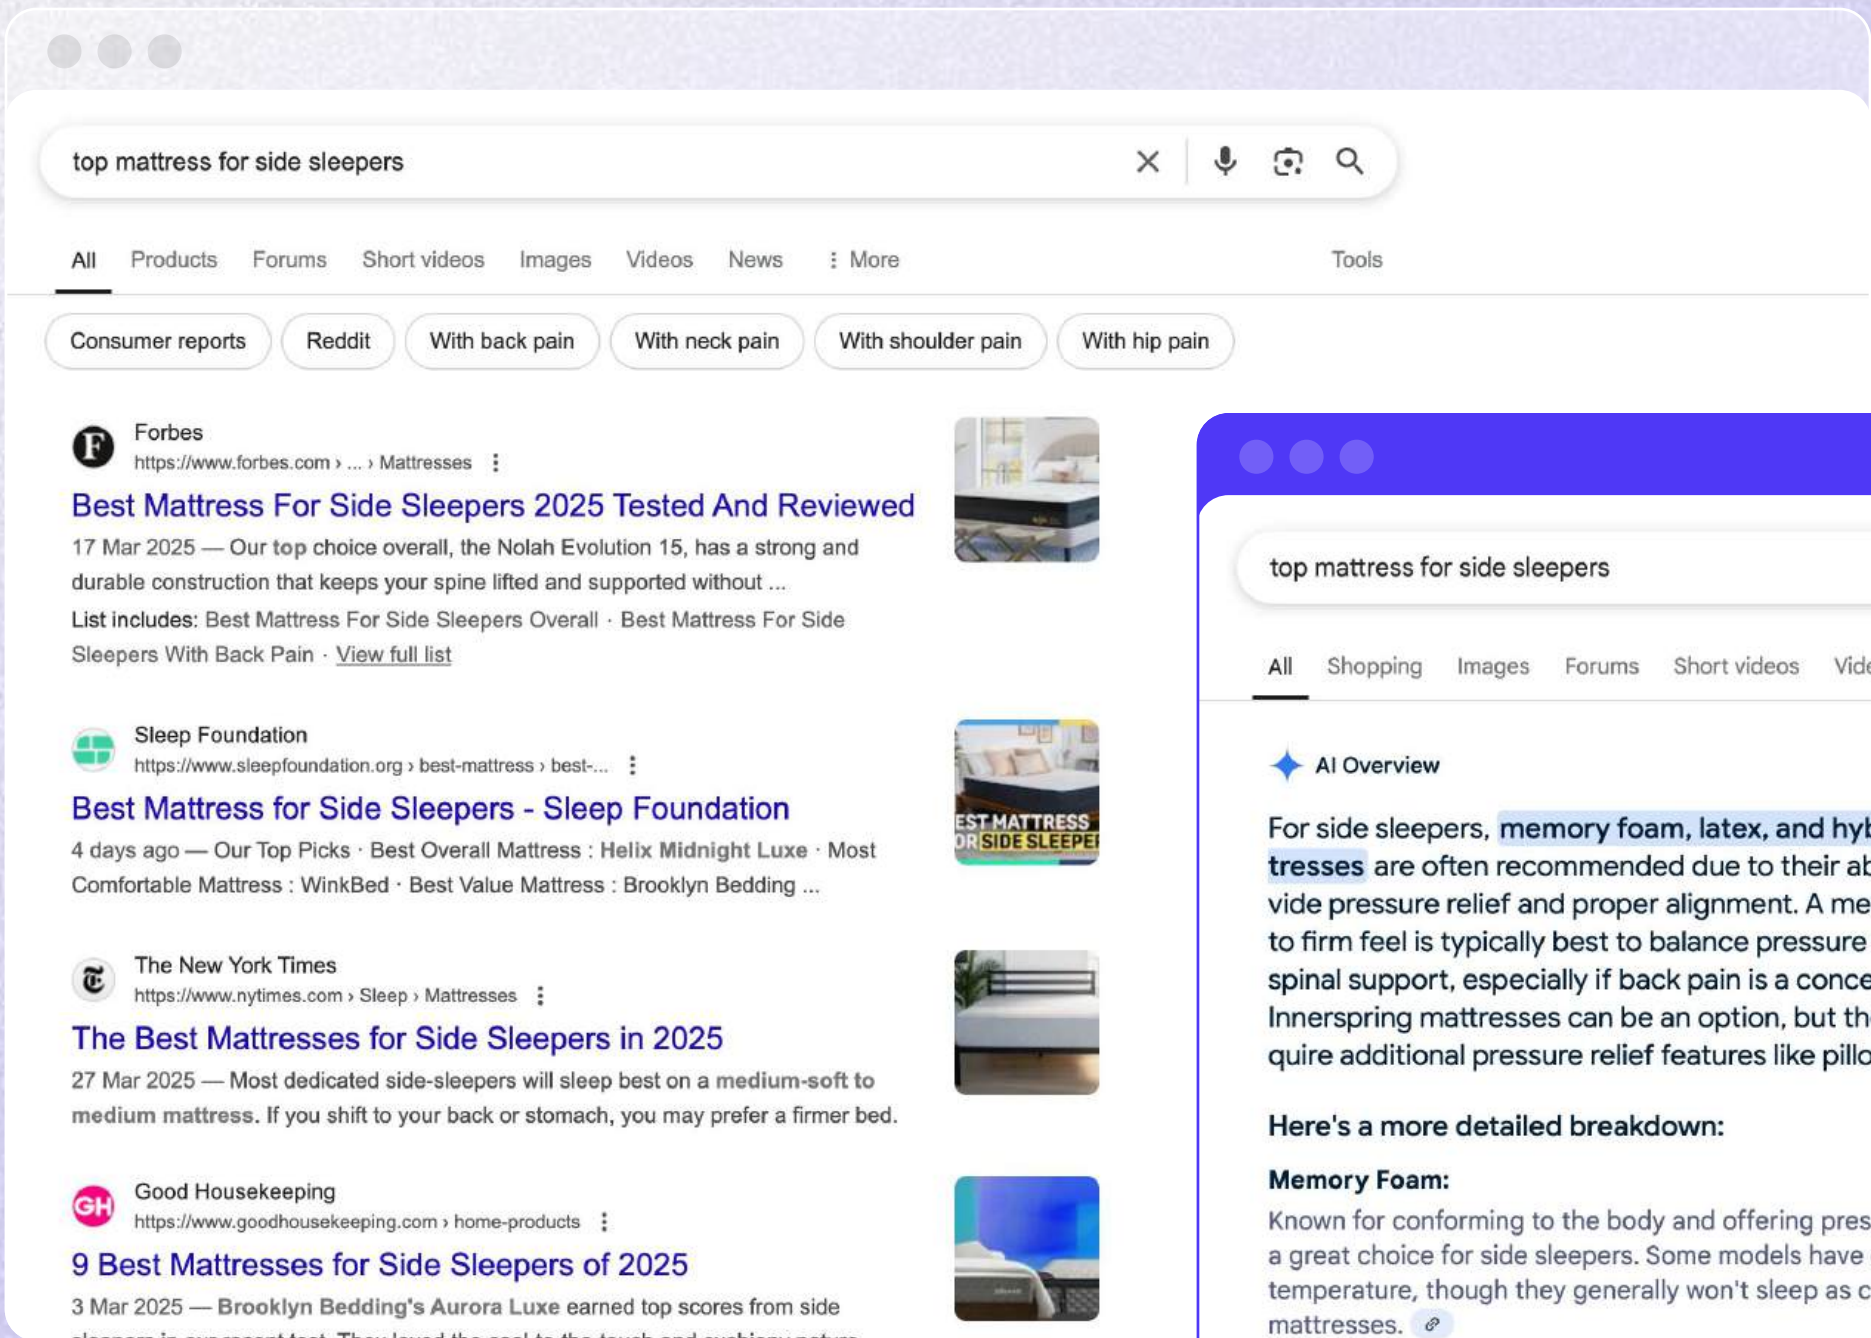 top mattress for side sleepers
All Products Forums Short videos Images Videos News More Tools
Consumer reports Reddit With back pain With neck pain With shoulder pain With hip pain
F
Forbes
https://www.forbes.com › ... › Mattresses
Best Mattress For Side Sleepers 2025 Tested And Reviewed
17 Mar 2025 — Our top choice overall, the Nolah Evolution 15, has a strong and
durable construction that keeps your spine lifted and supported without ...
List includes: Best Mattress For Side Sleepers Overall · Best Mattress For Side
Sleepers With Back Pain · View full list
Sleep Foundation
https://www.sleepfoundation.org › best-mattress › best-...
Best Mattress for Side Sleepers - Sleep Foundation
4 days ago — Our Top Picks · Best Overall Mattress : Helix Midnight Luxe · Most
Comfortable Mattress : WinkBed · Best Value Mattress : Brooklyn Bedding ...
EST MATTRESS
OR SIDE SLEEPER
The New York Times
https://www.nytimes.com › Sleep › Mattresses
The Best Mattresses for Side Sleepers in 2025
27 Mar 2025 — Most dedicated side-sleepers will sleep best on a medium-soft to
medium mattress. If you shift to your back or stomach, you may prefer a firmer bed.
GH
Good Housekeeping
https://www.goodhousekeeping.com › home-products
9 Best Mattresses for Side Sleepers of 2025
3 Mar 2025 — Brooklyn Bedding's Aurora Luxe earned top scores from side
top mattress for side sleepers
All Shopping Images Forums Short videos Vide
AI Overview
For side sleepers, memory foam, latex, and hyb
tresses are often recommended due to their ab
vide pressure relief and proper alignment. A me
to firm feel is typically best to balance pressure
spinal support, especially if back pain is a conce
Innerspring mattresses can be an option, but th
quire additional pressure relief features like pillo
Here's a more detailed breakdown:
Memory Foam:
Known for conforming to the body and offering pres
a great choice for side sleepers. Some models have
temperature, though they generally won't sleep as c
mattresses.